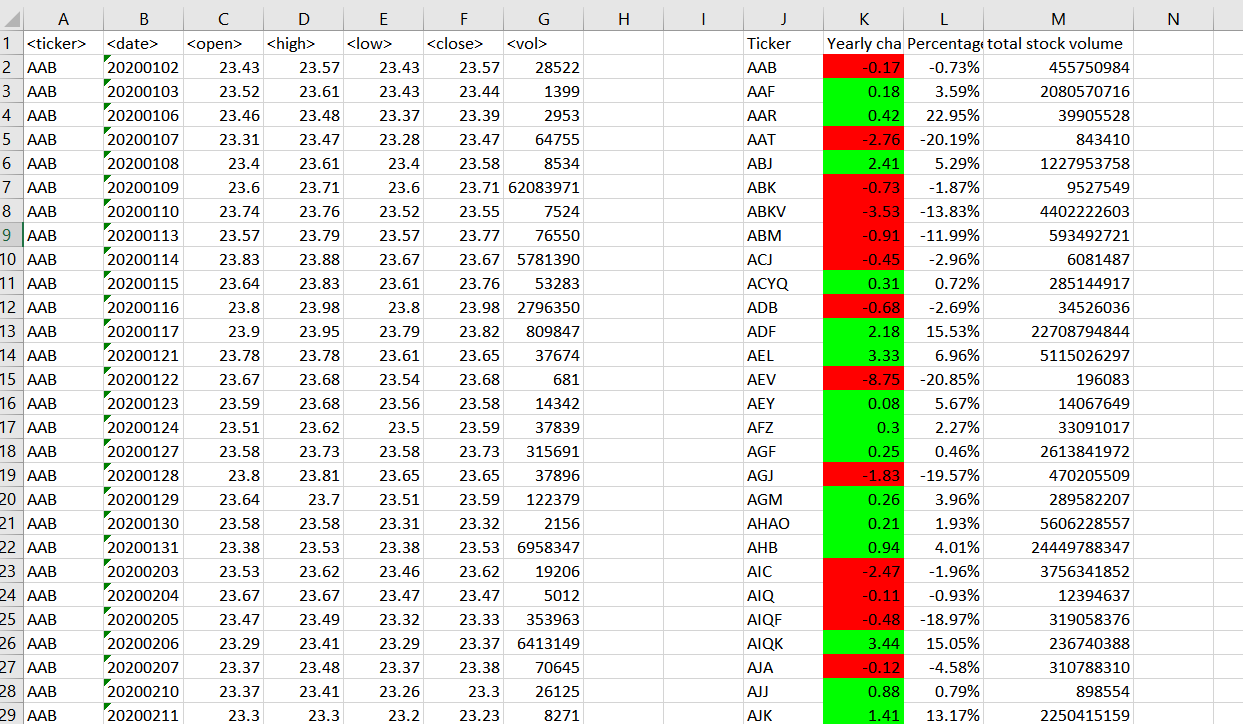 A B C D E F G H I J K L M N
1 <ticker> <date> <open> <high> <low> <close> <vol> Ticker Yearly cha Percentage total stock volume
2 AAB 20200102 23.43 23.57 23.43 23.57 28522 AAB -0.17 -0.73% 455750984
3 AAB 20200103 23.52 23.61 23.43 23.44 1399 AAF 0.18 3.59% 2080570716
4 AAB 20200106 23.46 23.48 23.37 23.39 2953 AAR 0.42 22.95% 39905528
5 AAB 20200107 23.31 23.47 23.28 23.47 64755 AAT -2.76 -20.19% 843410
6 AAB 20200108 23.4 23.61 23.4 23.58 8534 ABJ 2.41 5.29% 1227953758
7 AAB 20200109 23.6 23.71 23.6 23.71 62083971 ABK -0.73 -1.87% 9527549
8 AAB 20200110 23.74 23.76 23.52 23.55 7524 ABKV -3.53 -13.83% 4402222603
9 AAB 20200113 23.57 23.79 23.57 23.77 76550 ABM -0.91 -11.99% 593492721
10 AAB 20200114 23.83 23.88 23.67 23.67 5781390 ACJ -0.45 -2.96% 6081487
11 AAB 20200115 23.64 23.83 23.61 23.76 53283 ACYQ 0.31 0.72% 285144917
12 AAB 20200116 23.8 23.98 23.8 23.98 2796350 ADB -0.68 -2.69% 34526036
13 AAB 20200117 23.9 23.95 23.79 23.82 809847 ADF 2.18 15.53% 22708794844
14 AAB 20200121 23.78 23.78 23.61 23.65 37674 AEL 3.33 6.96% 5115026297
15 AAB 20200122 23.67 23.68 23.54 23.68 681 AEV -8.75 -20.85% 196083
16 AAB 20200123 23.59 23.68 23.56 23.58 14342 AEY 0.08 5.67% 14067649
17 AAB 20200124 23.51 23.62 23.5 23.59 37839 AFZ 0.3 2.27% 33091017
18 AAB 20200127 23.58 23.73 23.58 23.73 315691 AGF 0.25 0.46% 2613841972
19 AAB 20200128 23.8 23.81 23.65 23.65 37896 AGJ -1.83 -19.57% 470205509
20 AAB 20200129 23.64 23.7 23.51 23.59 122379 AGM 0.26 3.96% 289582207
21 AAB 20200130 23.58 23.58 23.31 23.32 2156 AHAO 0.21 1.93% 5606228557
22 AAB 20200131 23.38 23.53 23.38 23.53 6958347 AHB 0.94 4.01% 24449788347
23 AAB 20200203 23.53 23.62 23.46 23.62 19206 AIC -2.47 -1.96% 3756341852
24 AAB 20200204 23.67 23.67 23.47 23.47 5012 AIQ -0.11 -0.93% 12394637
25 AAB 20200205 23.47 23.49 23.32 23.33 353963 AIQF -0.48 -18.97% 319058376
26 AAB 20200206 23.29 23.41 23.29 23.37 6413149 AIQK 3.44 15.05% 236740388
27 AAB 20200207 23.37 23.48 23.37 23.38 70645 AJA -0.12 -4.58% 310788310
28 AAB 20200210 23.37 23.41 23.26 23.3 26125 AJJ 0.88 0.79% 898554
29 AAB 20200211 23.3 23.3 23.2 23.23 8271 AJK 1.41 13.17% 2250415159